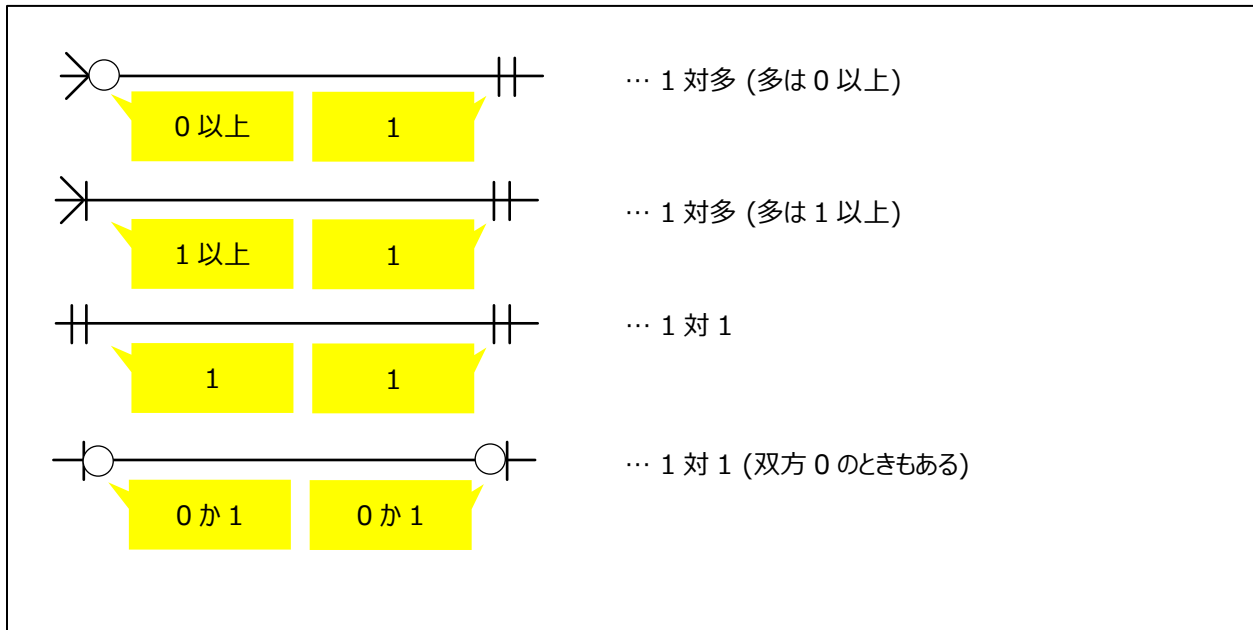 … 1 対多 (多は 0 以上)
0 以上
1
… 1 対多 (多は 1 以上)
1 以上
1
… 1 対 1
1
1
… 1 対 1 (双方 0 のときもある)
0 か 1
0 か 1